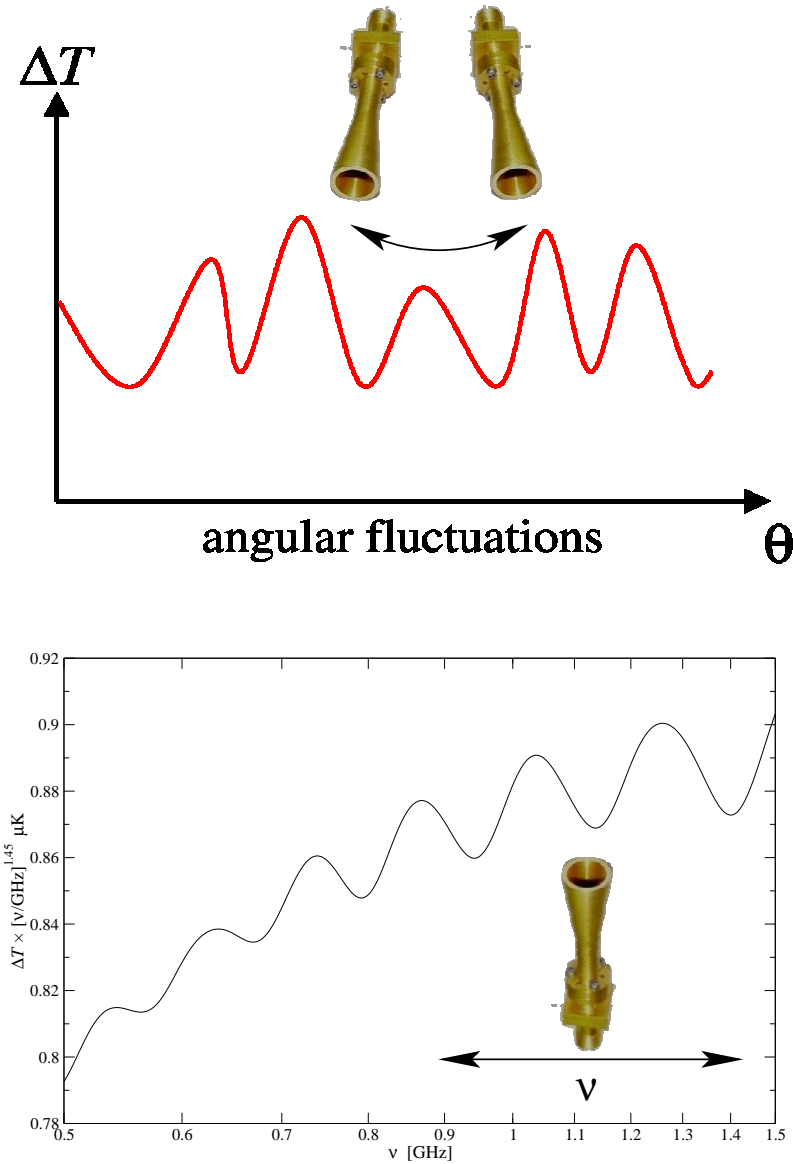 ΔT
angular fluctuations
θ
0.92
0.9
0.88
0.86
0.84
0.82
0.8
0.78
ΔT × [ν/GHz]^1.45 μK
ν
0.5 0.6 0.7 0.8 0.9 1 1.1 1.2 1.3 1.4 1.5
ν [GHz]